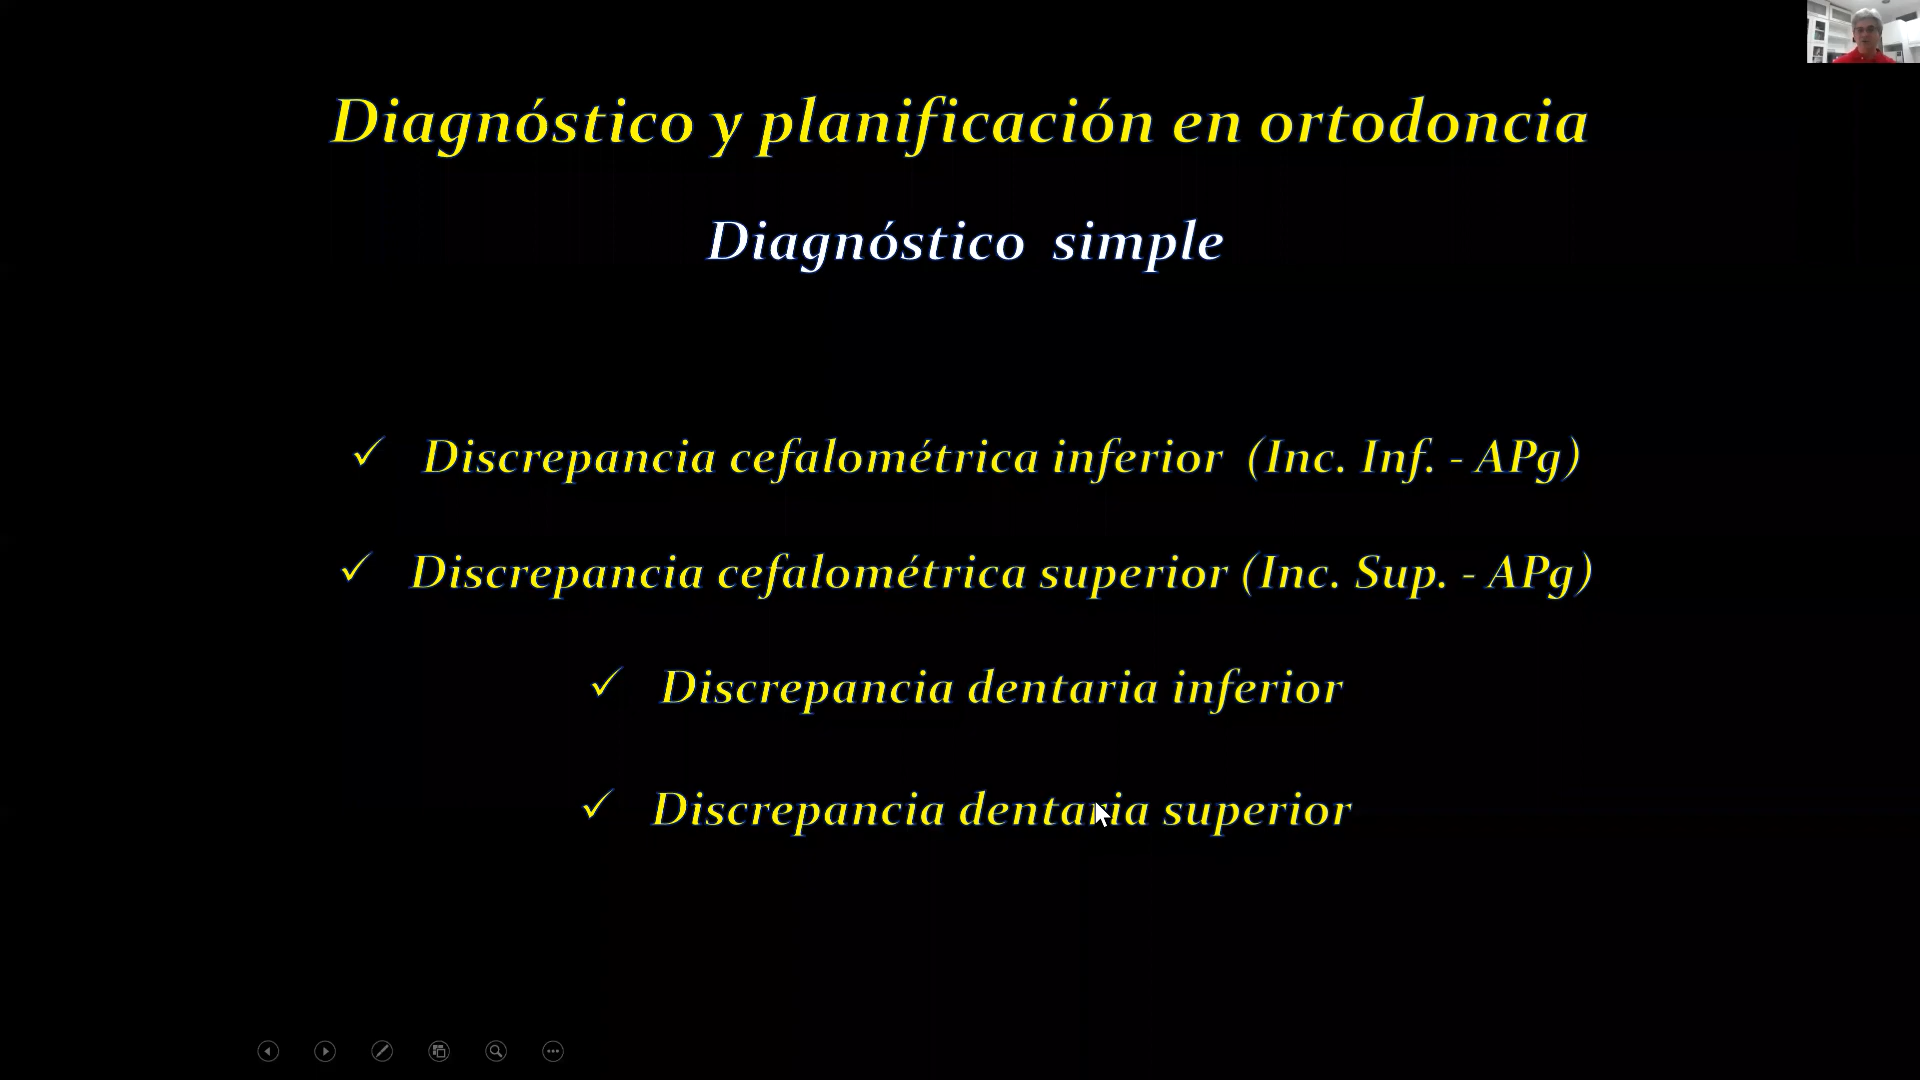 Diagnóstico y planificación en ortodoncia
Diagnóstico simple
✓ Discrepancia cefalométrica inferior (Inc. Inf. - APg)
✓ Discrepancia cefalométrica superior (Inc. Sup. - APg)
✓ Discrepancia dentaria inferior
✓ Discrepancia dentaria superior